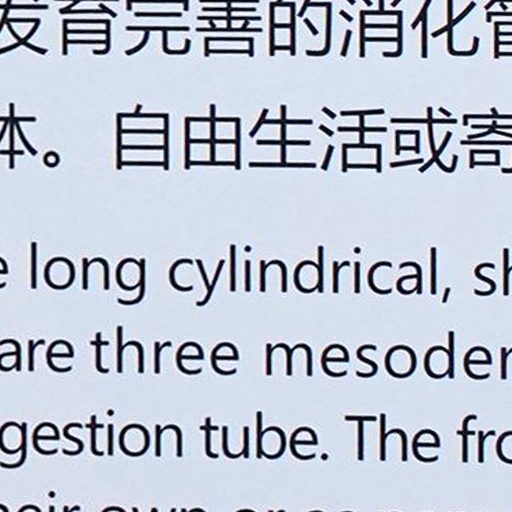 发育完善的消化管
体。自由生活或寄
long cylindrical,
are three mesoder
gestion tube. The fro